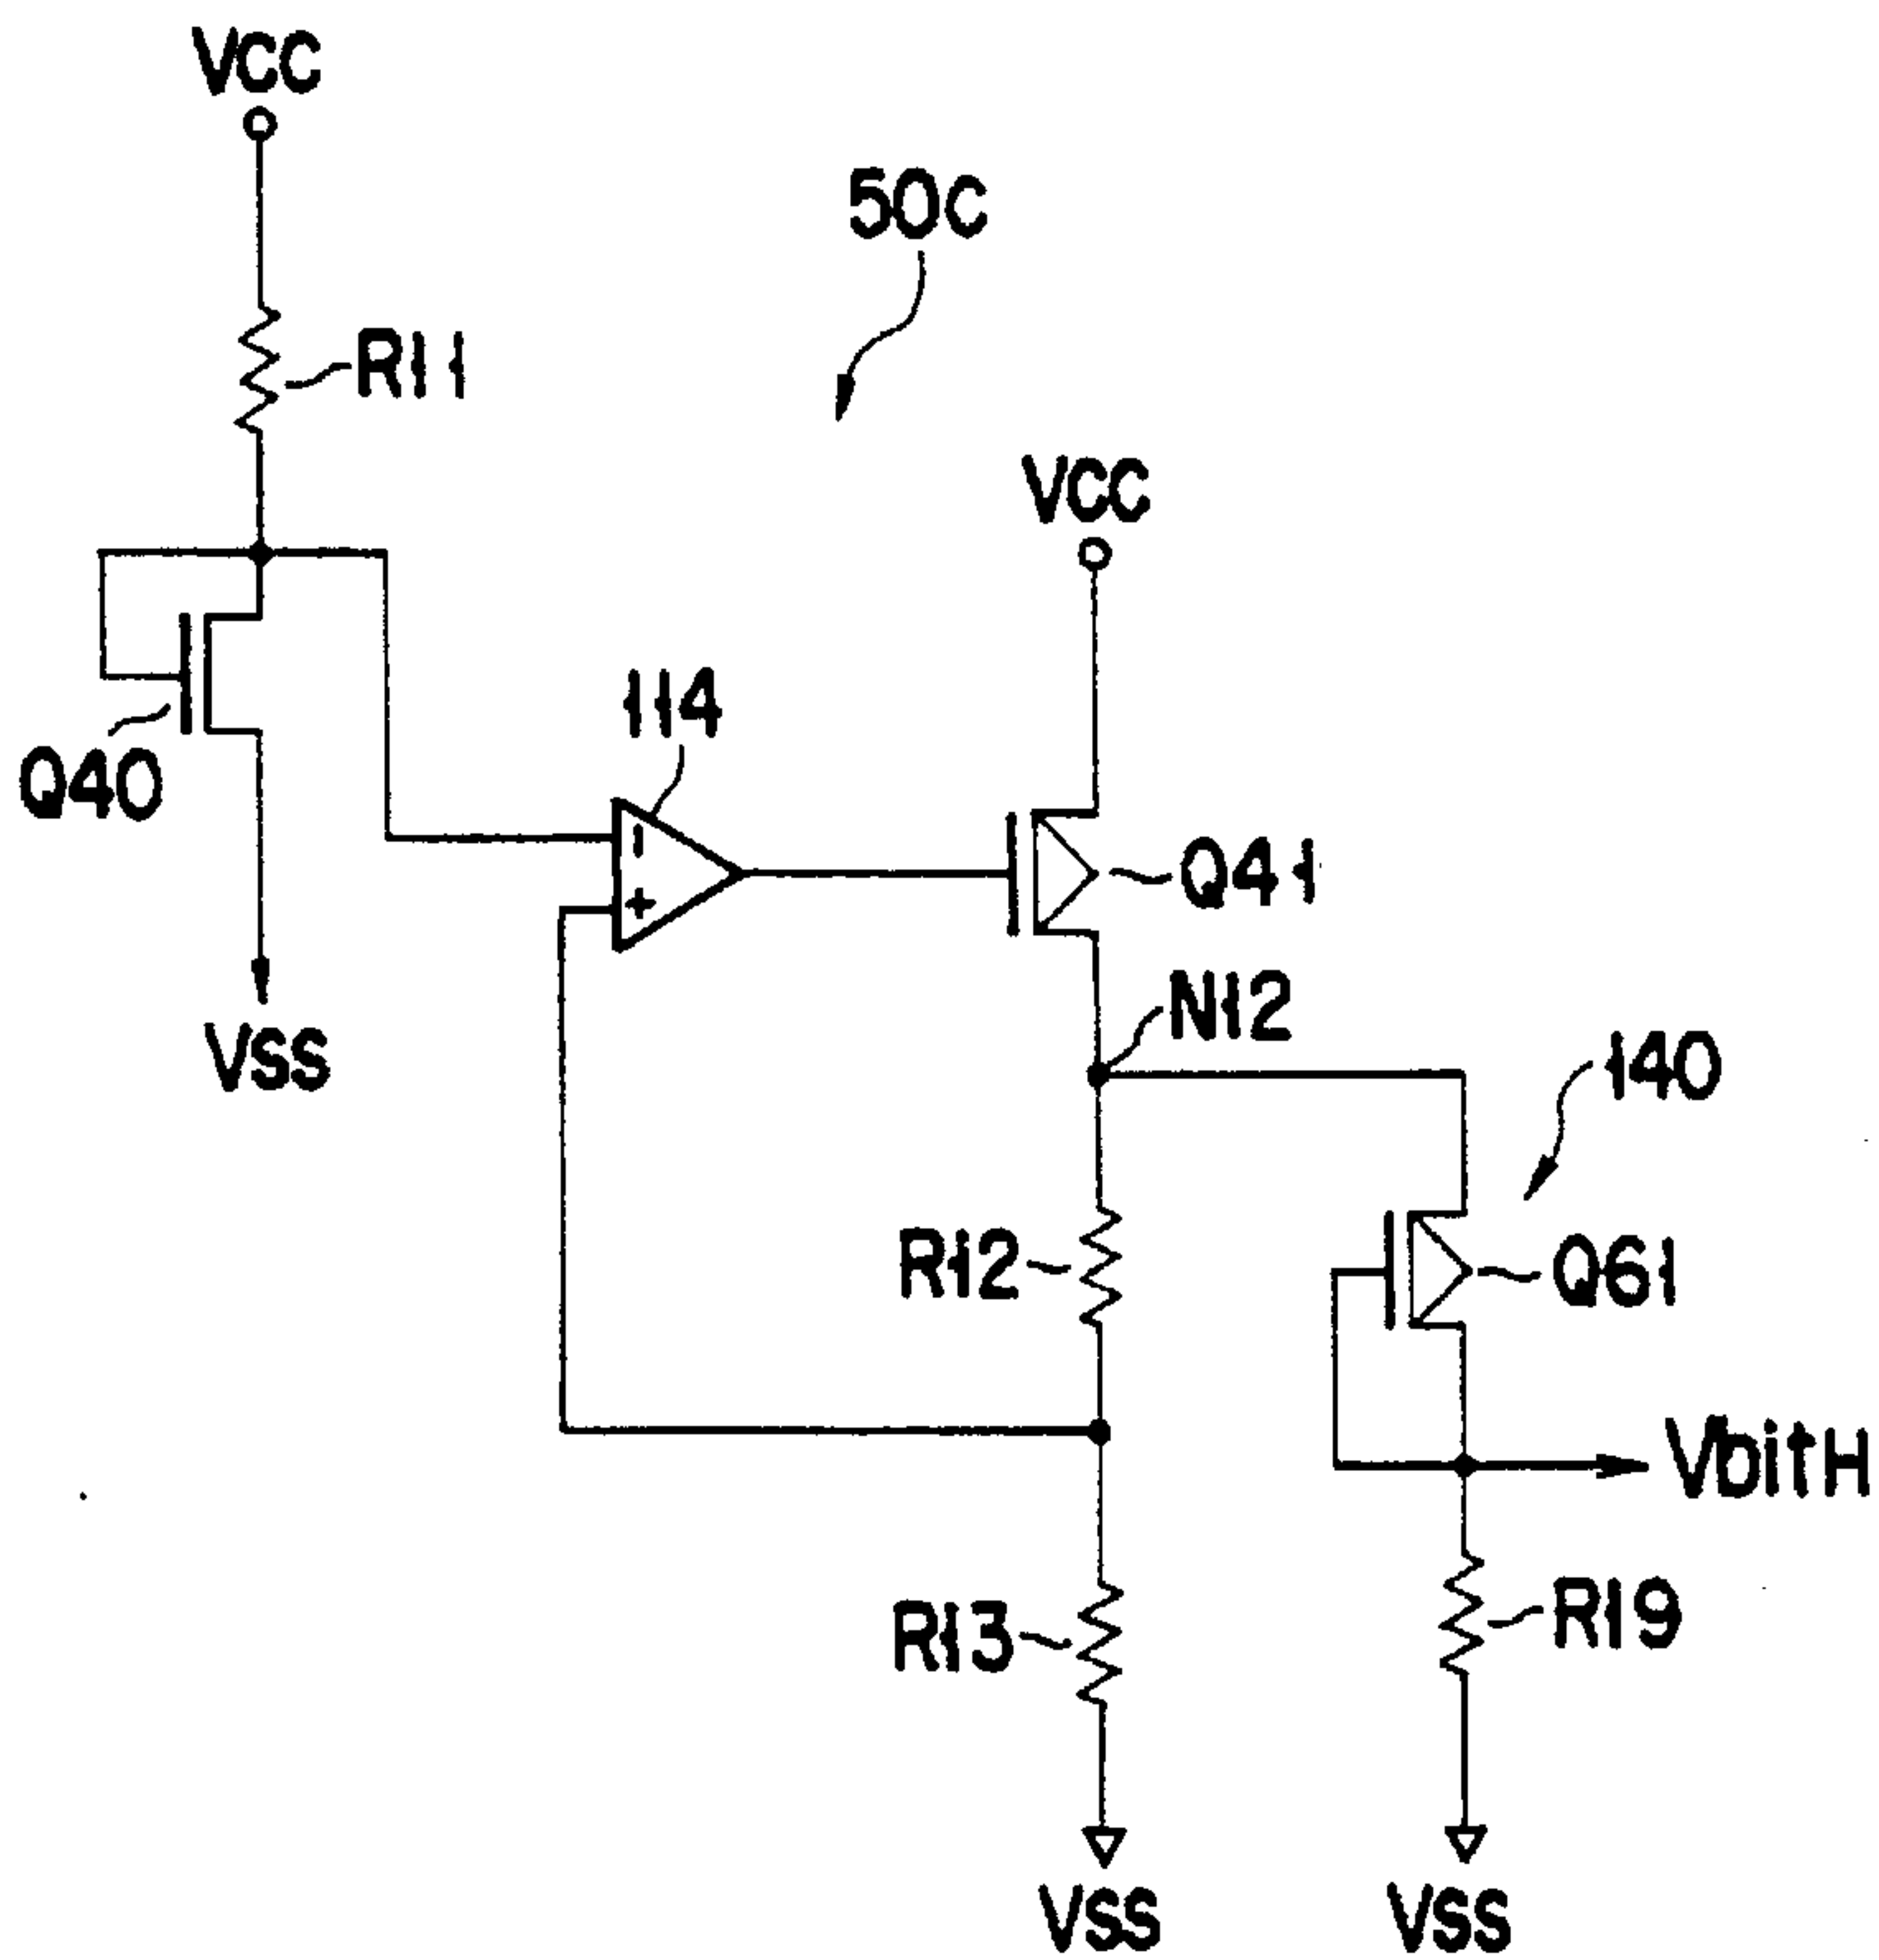 VCC
50C
R11
VCC
114
Q40
Q41
N12
VSS
140
R12
Q61
VbitH
R13
R19
VSS
VSS